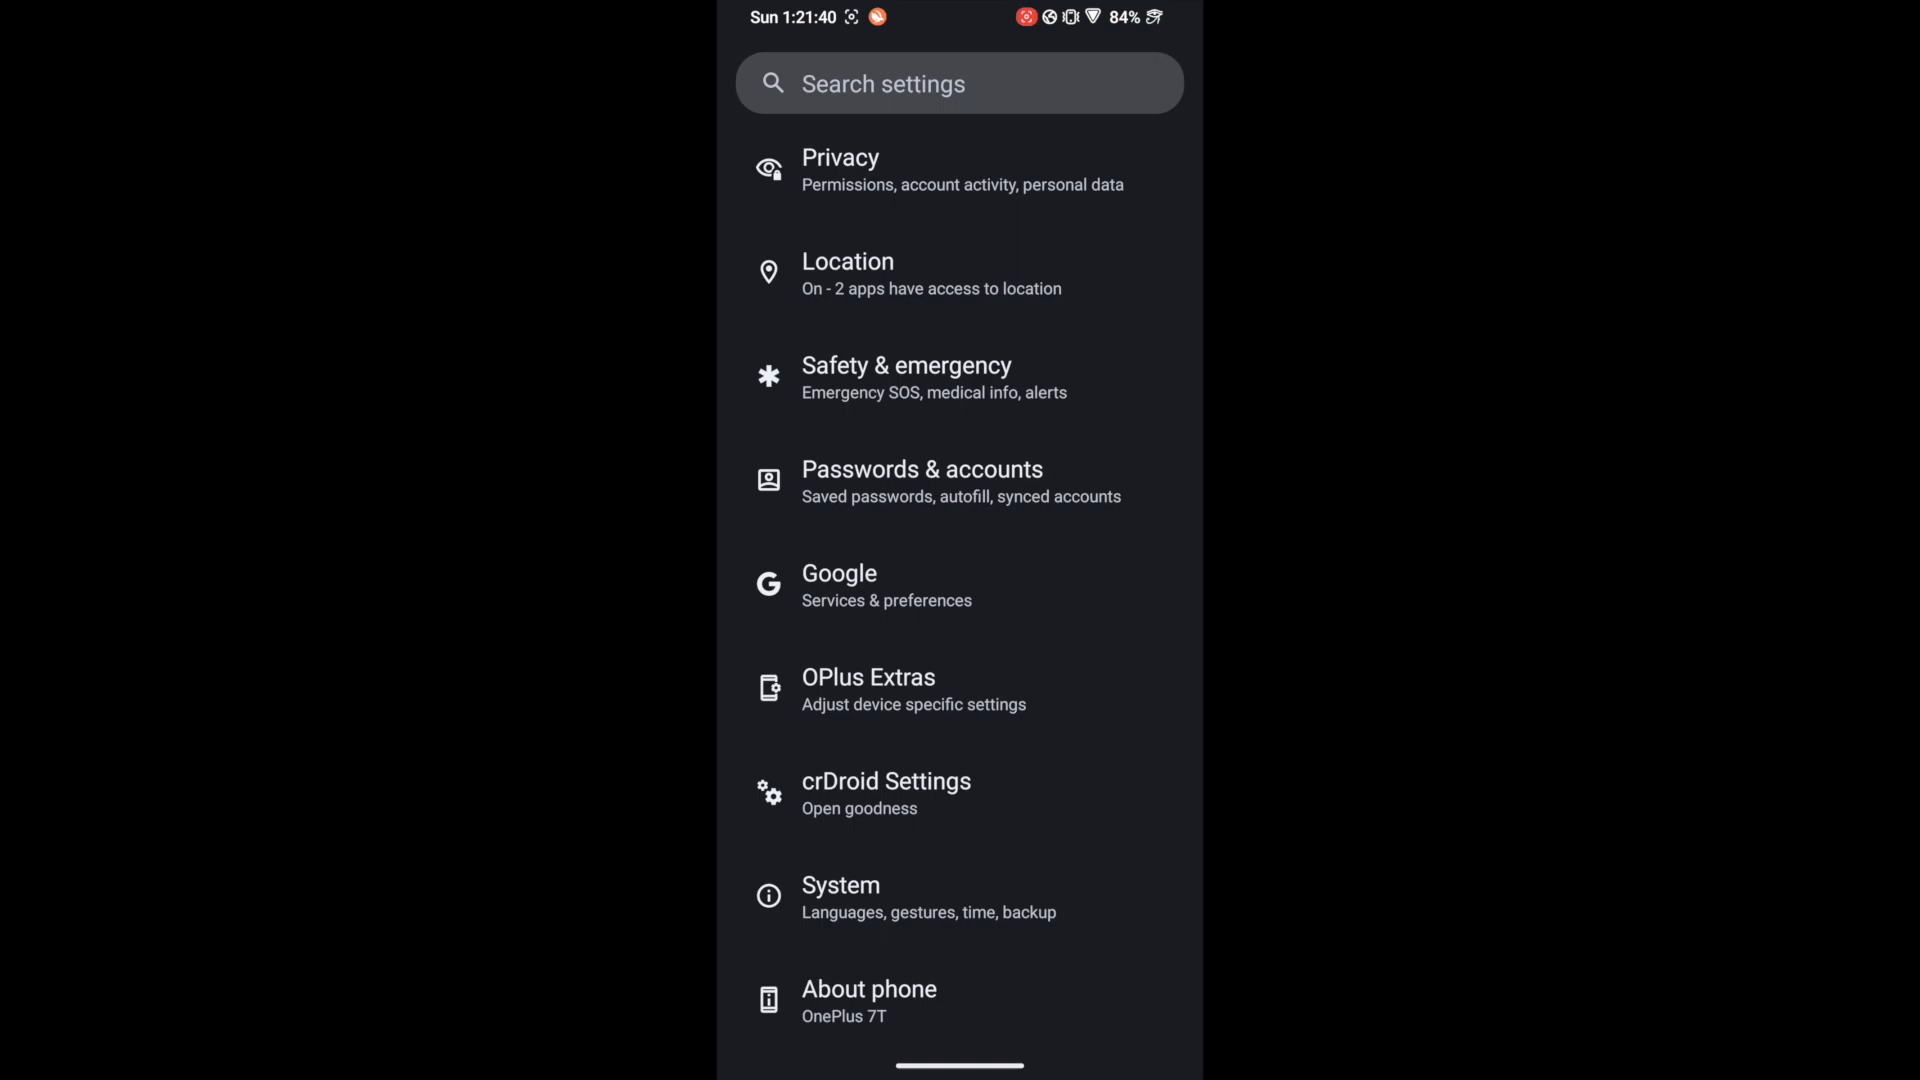 Sun 1:21:40
84%
Search settings
Privacy
Permissions, account activity, personal data
Location
On - 2 apps have access to location
Safety & emergency
Emergency SOS, medical info, alerts
Passwords & accounts
Saved passwords, autofill, synced accounts
Google
Services & preferences
OPlus Extras
Adjust device specific settings
crDroid Settings
Open goodness
System
Languages, gestures, time, backup
About phone
OnePlus 7T